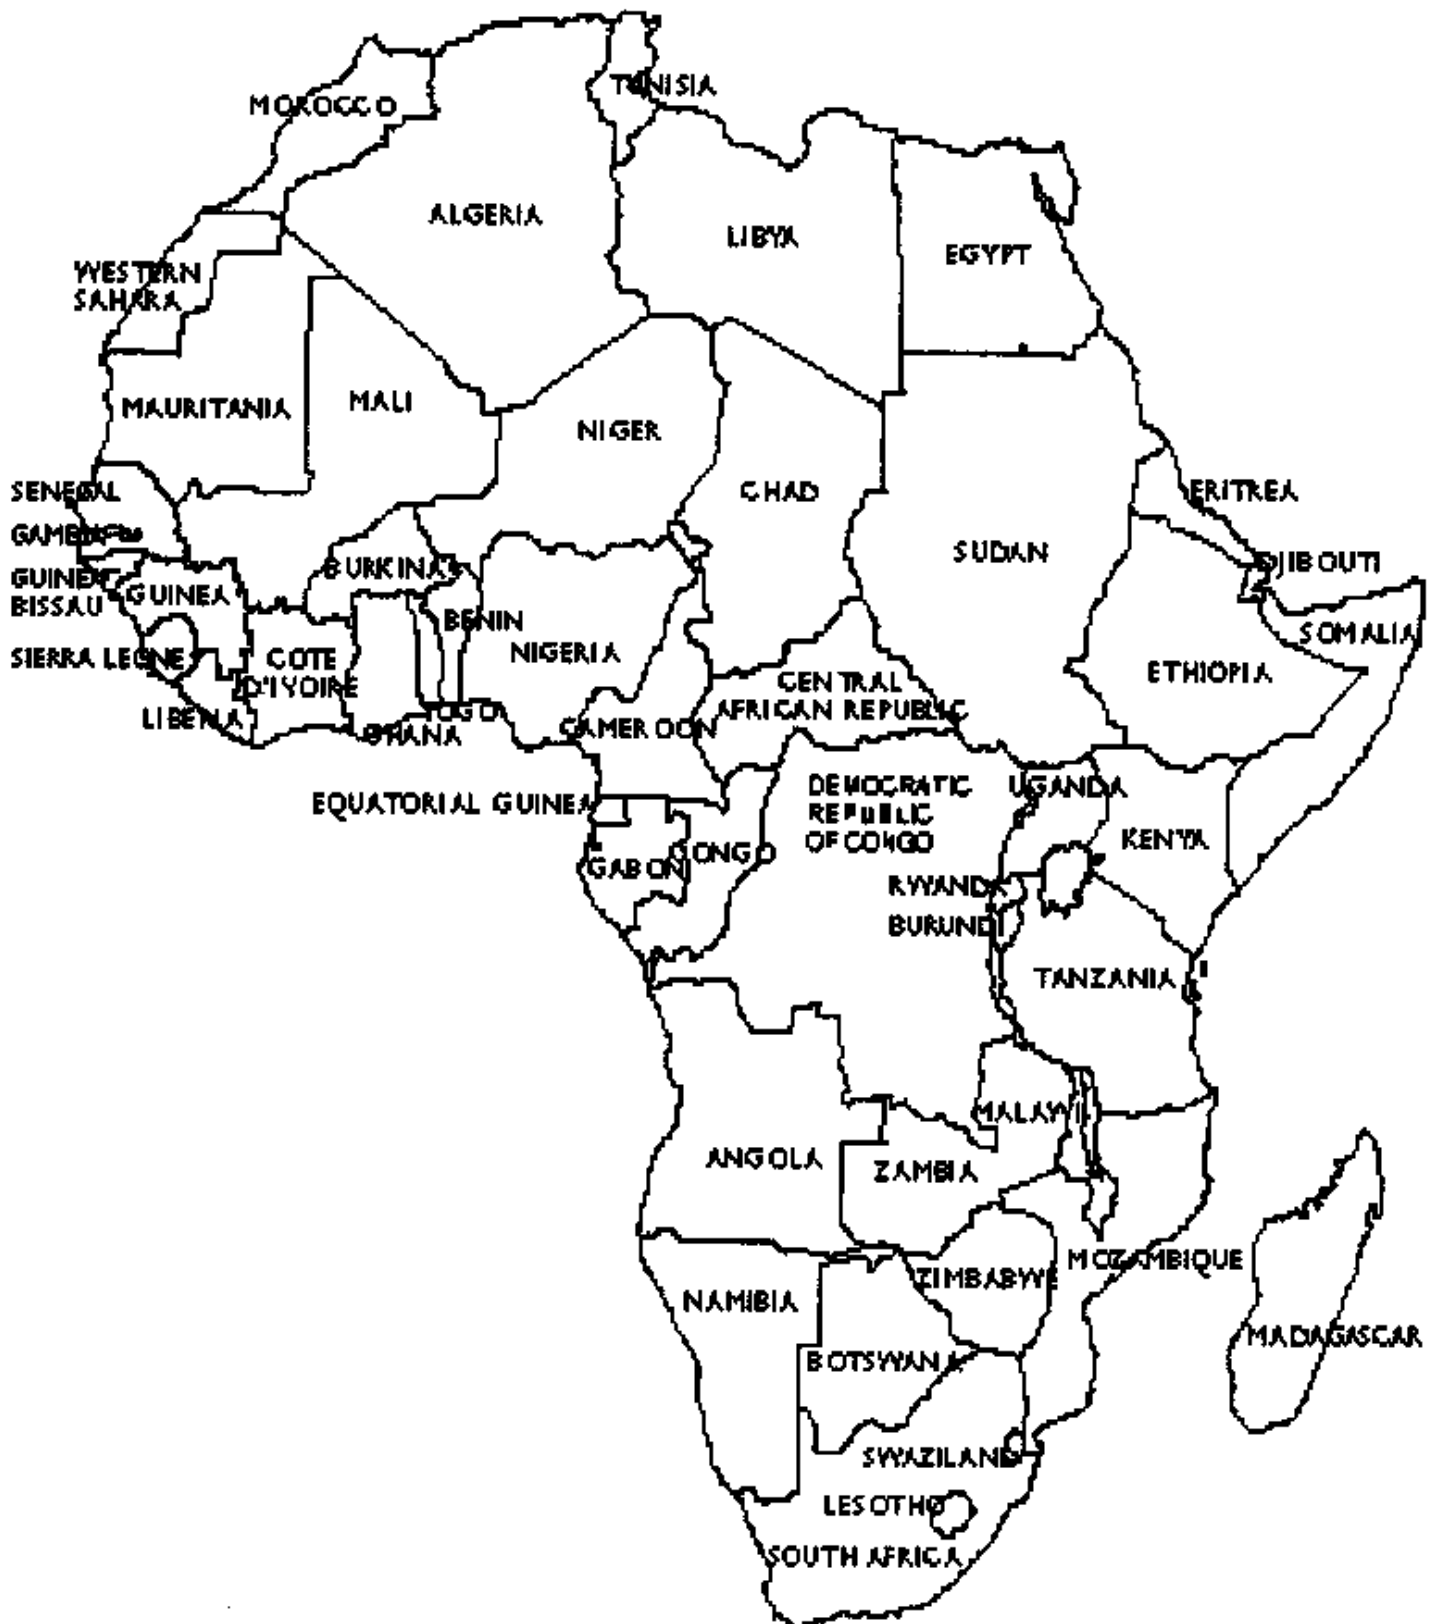 TUNISIA
MOROCCO
ALGERIA
LIBYA
EGYPT
WESTERN
SAHARA
MAURITANIA
MALI
NIGER
CHAD
SENEGAL
ERITREA
SUDAN
DJIBOUTI
BURKINA
GUINEA
BISSAU
GUINEA
BENIN
SOMALIA
NIGERIA
SIERRA LEONE
COTE
D'IVOIRE
ETHIOPIA
CENTRAL
AFRICAN REPUBLIC
LIBERIA
TOGO
GHANA
CAMEROON
DEMOCRATIC
REPUBLIC
OF CONGO
UGANDA
EQUATORIAL GUINEA
KENYA
CONGO
GABON
RWANDA
BURUNDI
TANZANIA
MALAWI
ANGOLA
ZAMBIA
MOZAMBIQUE
ZIMBABWE
NAMIBIA
MADAGASCAR
BOTSWANA
SWAZILAND
LESOTHO
SOUTH AFRICA